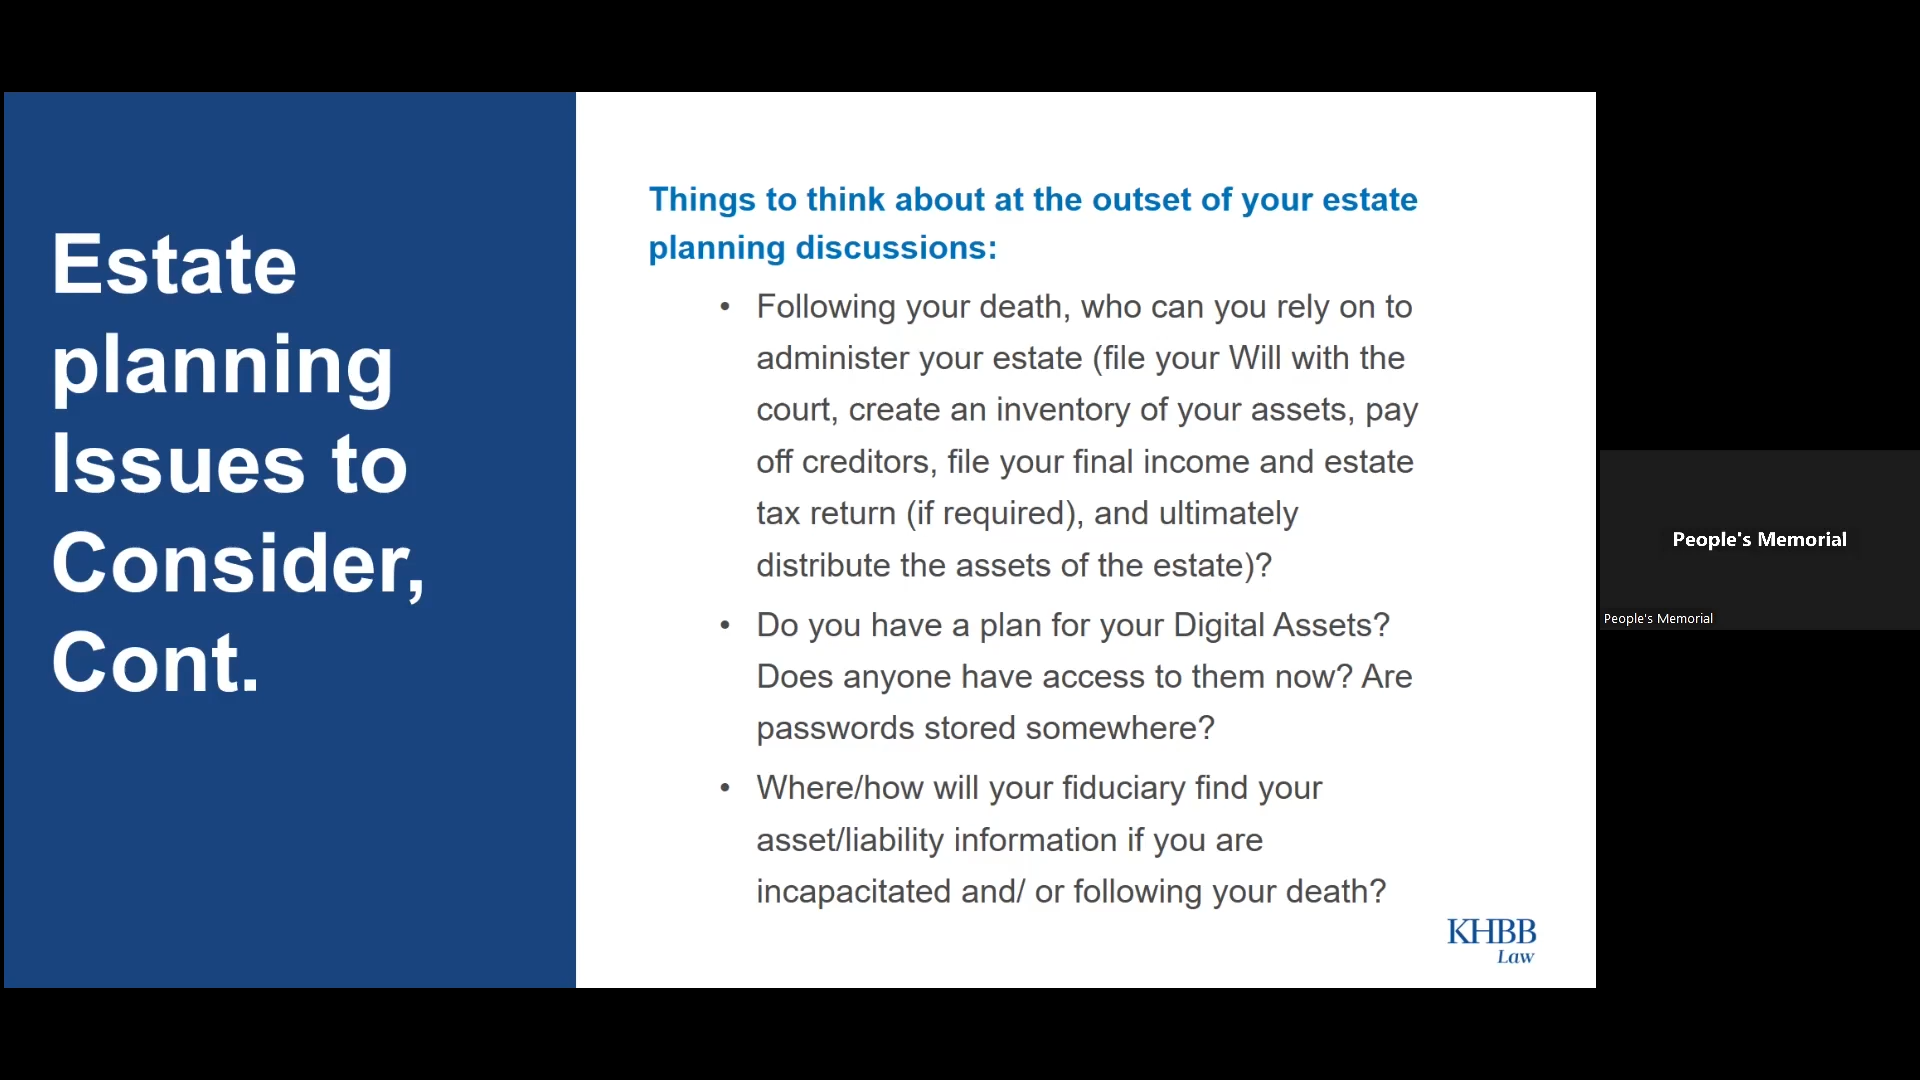 Estate
planning
Issues to
Consider,
Cont.
Things to think about at the outset of your estate
planning discussions:
• Following your death, who can you rely on to
administer your estate (file your Will with the
court, create an inventory of your assets, pay
off creditors, file your final income and estate
tax return (if required), and ultimately
distribute the assets of the estate)?
• Do you have a plan for your Digital Assets?
Does anyone have access to them now? Are
passwords stored somewhere?
• Where/how will your fiduciary find your
asset/liability information if you are
incapacitated and/ or following your death?
KHBB
Law
People's Memorial
People's Memorial